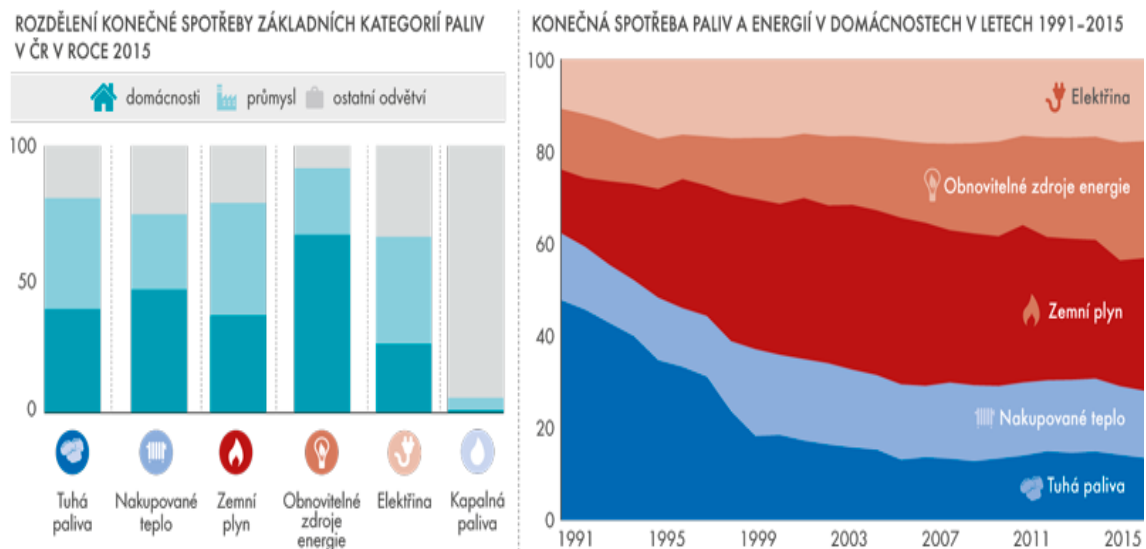 ROZDĚLENÍ KONEČNÉ SPOTŘEBY ZÁKLADNÍCH KATEGORIÍ PALIV
V ČR V ROCE 2015
domácnosti
průmysl
ostatní odvětví
100
50
0
Tuhá
paliva
Nakupované
teplo
Zemní
plyn
Obnovitelné
zdroje
energie
Elektřina
Kapalná
paliva
KONEČNÁ SPOTŘEBA PALIV A ENERGIÍ V DOMÁCNOSTECH V LETECH 1991–2015
100
80
60
40
20
0
Elektřina
Obnovitelné zdroje energie
Zemní plyn
Nakupované teplo
Tuhá paliva
1991 1995 1999 2003 2007 2011 2015